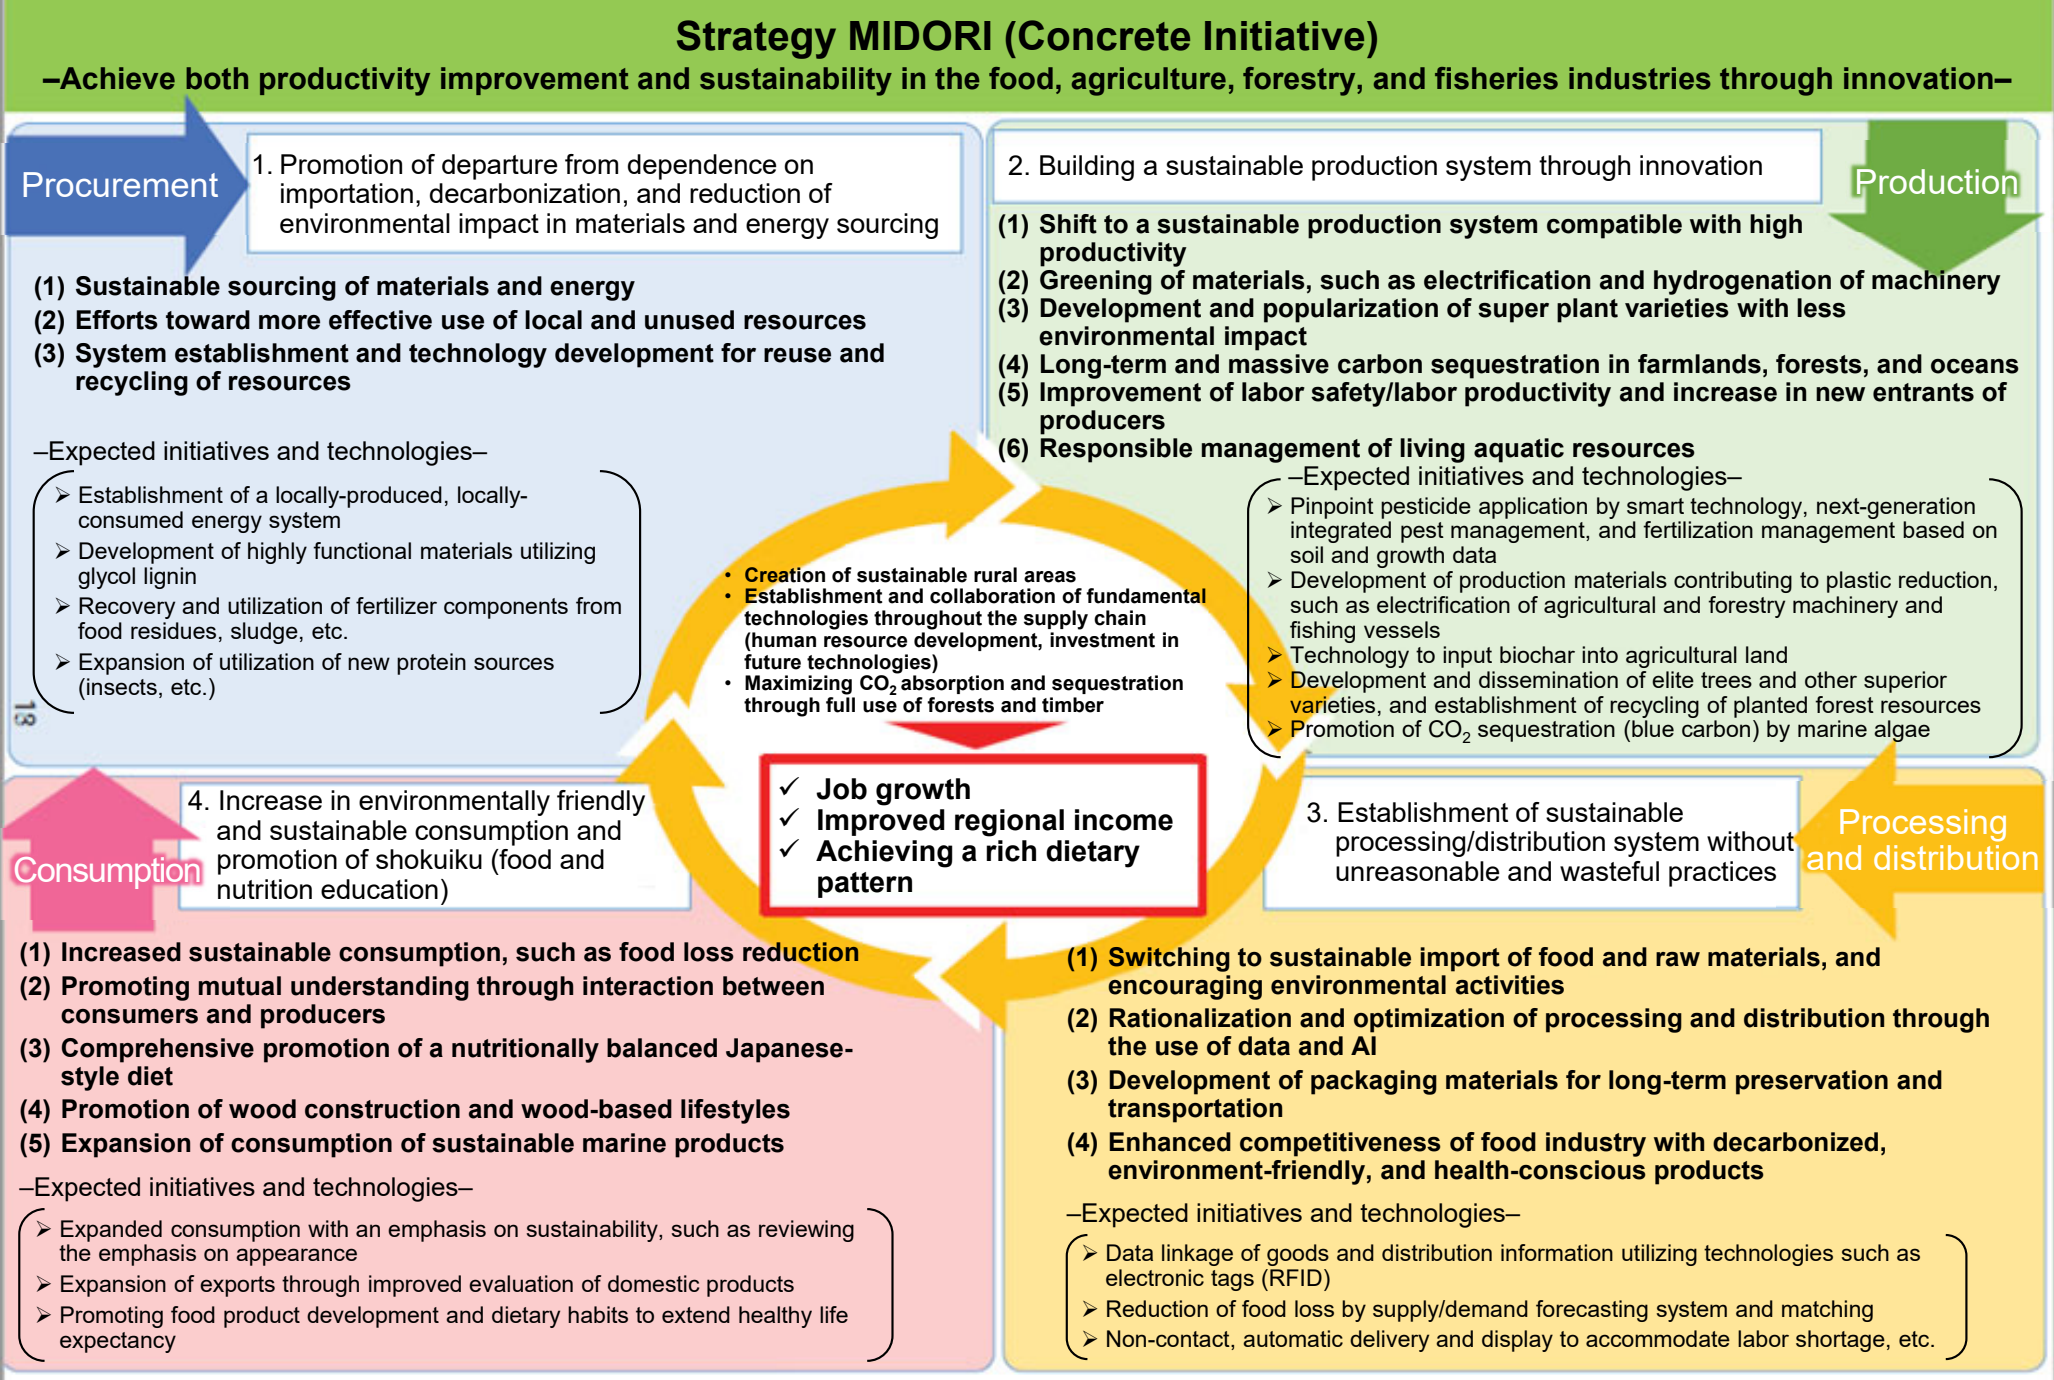 Strategy MIDORI (Concrete Initiative)
–Achieve both productivity improvement and sustainability in the food, agriculture, forestry, and fisheries industries through innovation–
Procurement
1. Promotion of departure from dependence on
importation, decarbonization, and reduction of
environmental impact in materials and energy sourcing
(1) Sustainable sourcing of materials and energy
(2) Efforts toward more effective use of local and unused resources
(3) System establishment and technology development for reuse and
recycling of resources
–Expected initiatives and technologies–
➢ Establishment of a locally-produced, locally-
consumed energy system
➢ Development of highly functional materials utilizing
glycol lignin
➢ Recovery and utilization of fertilizer components from
food residues, sludge, etc.
➢ Expansion of utilization of new protein sources
(insects, etc.)
18
2. Building a sustainable production system through innovation
Production
(1) Shift to a sustainable production system compatible with high
productivity
(2) Greening of materials, such as electrification and hydrogenation of machinery
(3) Development and popularization of super plant varieties with less
environmental impact
(4) Long-term and massive carbon sequestration in farmlands, forests, and oceans
(5) Improvement of labor safety/labor productivity and increase in new entrants of
producers
(6) Responsible management of living aquatic resources
–Expected initiatives and technologies–
➢ Pinpoint pesticide application by smart technology, next-generation
integrated pest management, and fertilization management based on
soil and growth data
➢ Development of production materials contributing to plastic reduction,
such as electrification of agricultural and forestry machinery and
fishing vessels
➢ Technology to input biochar into agricultural land
➢ Development and dissemination of elite trees and other superior
varieties, and establishment of recycling of planted forest resources
➢ Promotion of CO₂ sequestration (blue carbon) by marine algae
• Creation of sustainable rural areas
• Establishment and collaboration of fundamental
technologies throughout the supply chain
(human resource development, investment in
future technologies)
• Maximizing CO₂ absorption and sequestration
through full use of forests and timber
✓ Job growth
✓ Improved regional income
✓ Achieving a rich dietary
pattern
3. Establishment of sustainable
processing/distribution system without
unreasonable and wasteful practices
Processing
and distribution
(1) Switching to sustainable import of food and raw materials, and
encouraging environmental activities
(2) Rationalization and optimization of processing and distribution through
the use of data and AI
(3) Development of packaging materials for long-term preservation and
transportation
(4) Enhanced competitiveness of food industry with decarbonized,
environment-friendly, and health-conscious products
–Expected initiatives and technologies–
➢ Data linkage of goods and distribution information utilizing technologies such as
electronic tags (RFID)
➢ Reduction of food loss by supply/demand forecasting system and matching
➢ Non-contact, automatic delivery and display to accommodate labor shortage, etc.
Consumption
4. Increase in environmentally friendly
and sustainable consumption and
promotion of shokuiku (food and
nutrition education)
(1) Increased sustainable consumption, such as food loss reduction
(2) Promoting mutual understanding through interaction between
consumers and producers
(3) Comprehensive promotion of a nutritionally balanced Japanese-
style diet
(4) Promotion of wood construction and wood-based lifestyles
(5) Expansion of consumption of sustainable marine products
–Expected initiatives and technologies–
➢ Expanded consumption with an emphasis on sustainability, such as reviewing
the emphasis on appearance
➢ Expansion of exports through improved evaluation of domestic products
➢ Promoting food product development and dietary habits to extend healthy life
expectancy